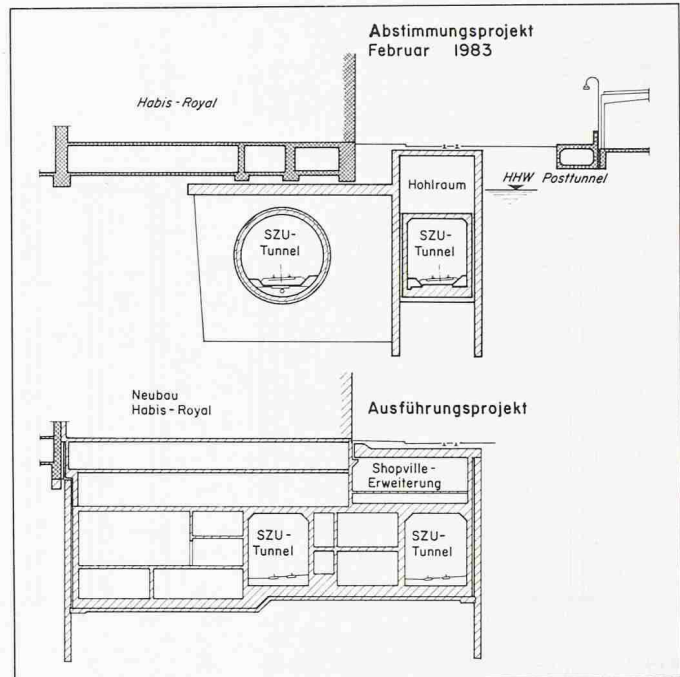 Abstimmungsprojekt
Februar 1983
Habis-Royal
HHW Posttunnel
Hohlraum
SZU-
Tunnel
SZU-
Tunnel
Neubau
Habis-Royal
Ausführungsprojekt
Shopville-
Erweiterung
SZU-
Tunnel
SZU-
Tunnel